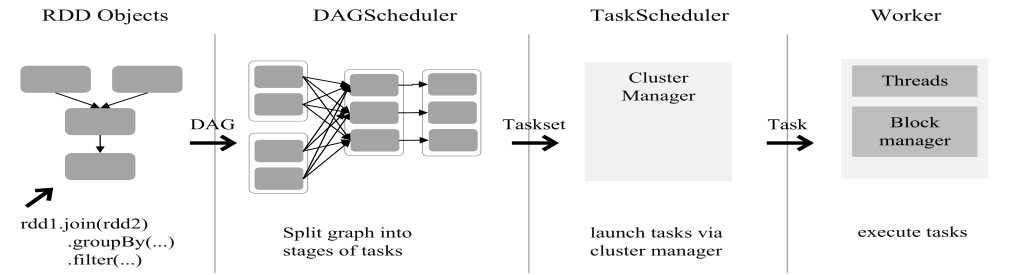 RDD Objects
DAGScheduler
TaskScheduler
Worker
DAG
Taskset
Task
Cluster
Manager
Threads
Block
manager
rdd1.join(rdd2)
.groupBy(...)
.filter(...)
Split graph into
stages of tasks
launch tasks via
cluster manager
execute tasks